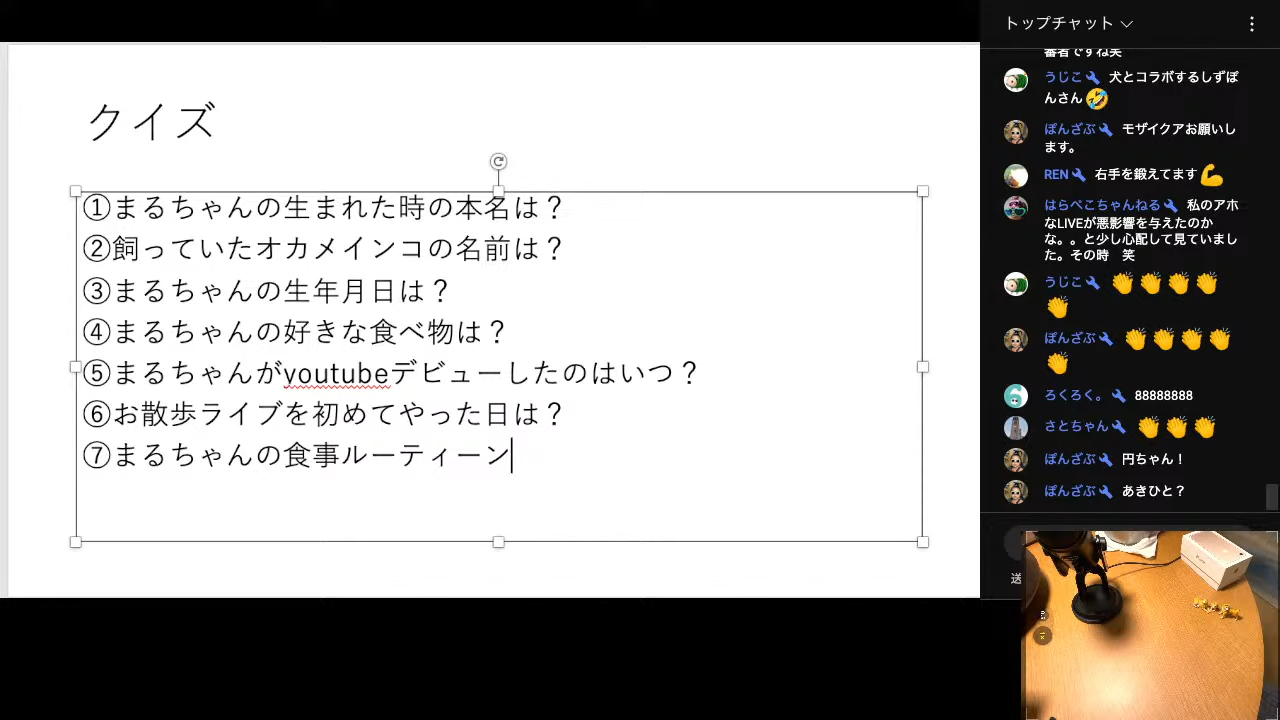 クイズ
①まるちゃんの生まれた時の本名は？
②飼っていたオカメインコの名前は？
③まるちゃんの生年月日は？
④まるちゃんの好きな食べ物は？
⑤まるちゃんがyoutubeデビューしたのはいつ？
⑥お散歩ライブを初めてやった日は？
⑦まるちゃんの食事ルーティーン
トップチャット
番者ですね笑
うじこ 犬とコラボするしずぽ
んさん🤣
ぽんざぶ モザイクアお願いし
ます。
REN 右手を鍛えてます💪
はらぺこちゃんねる 私のアホ
なLIVEが悪影響を与えたのか
な。。と少し心配して見ていまし
た。その時　笑
うじこ 👏👏👏👏
👏
ぽんざぶ 👏👏👏👏
👏
ろくろく。 88888888
さとちゃん 👏👏👏
ぽんざぶ 円ちゃん！
ぽんざぶ あきひと？
送